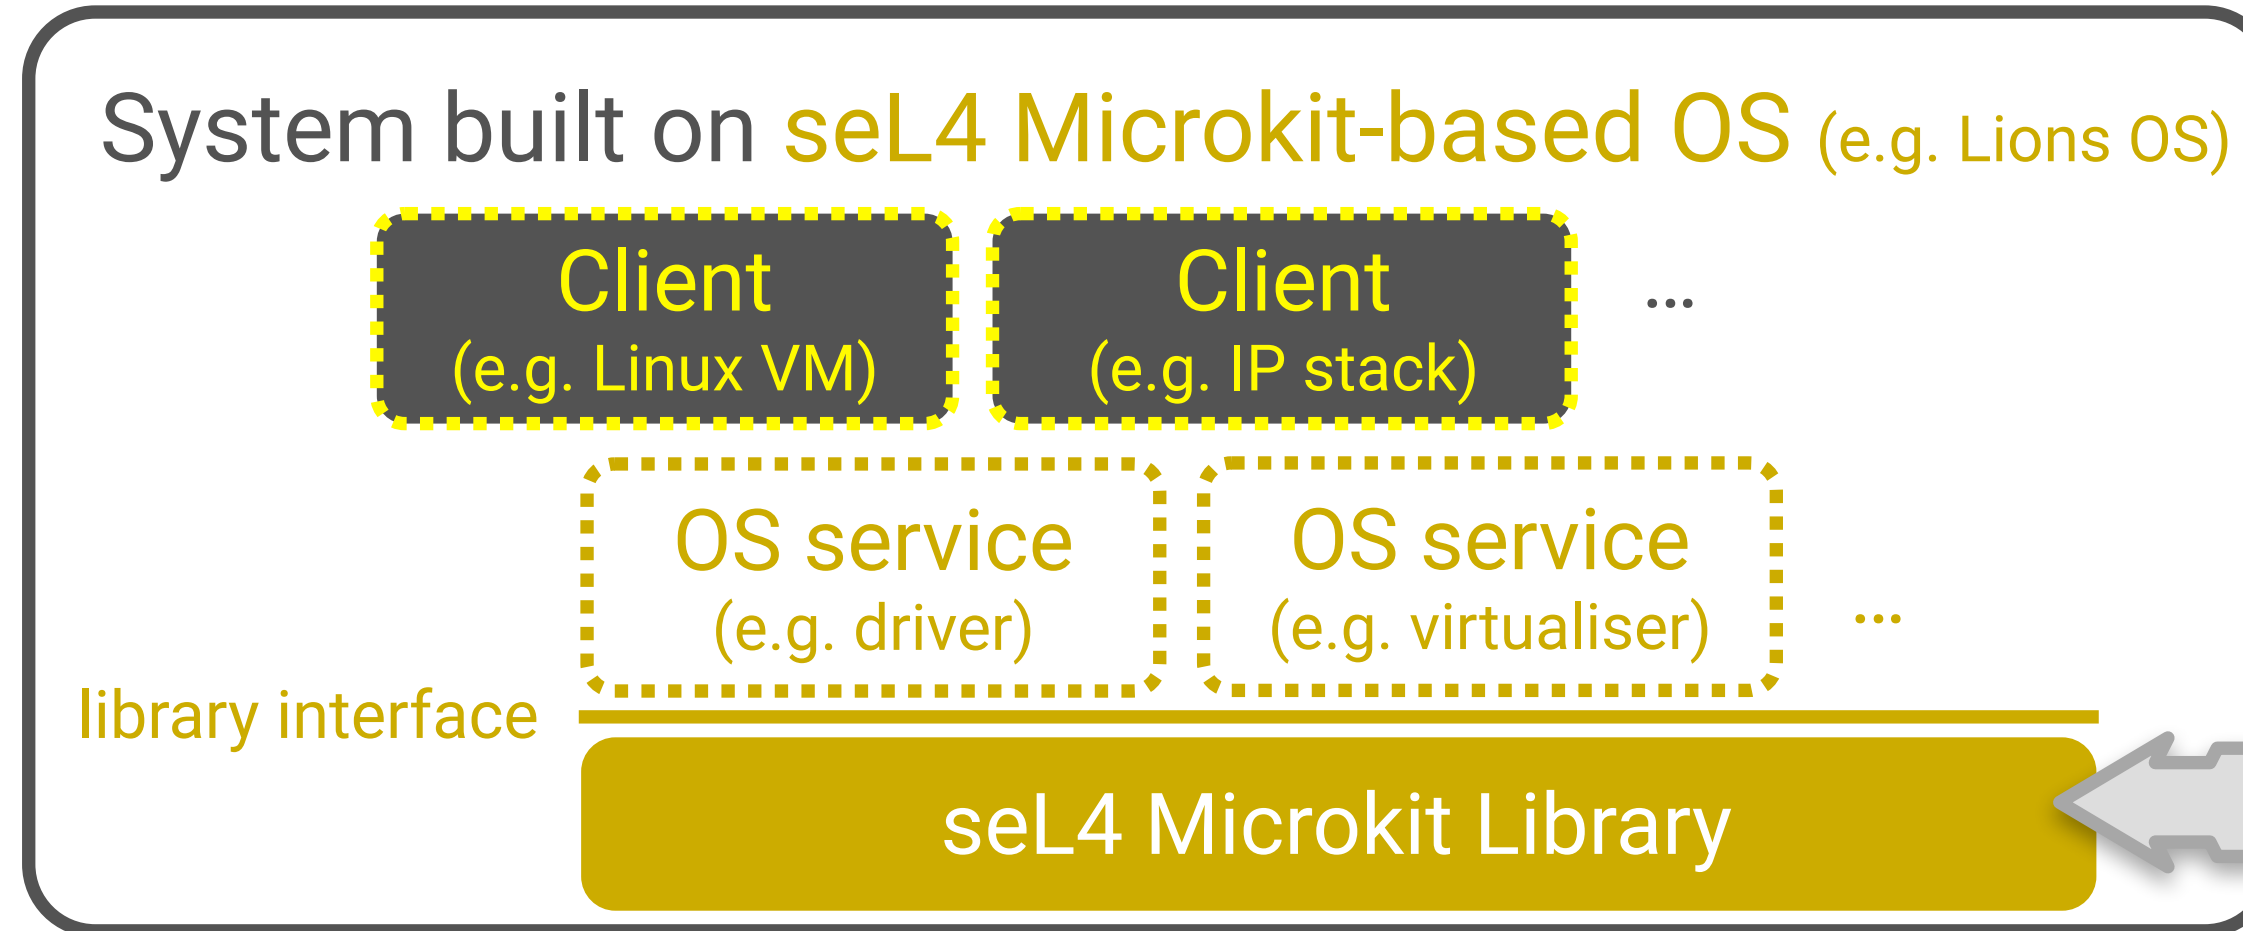 System built on seL4 Microkit-based OS (e.g. Lions OS)
Client
(e.g. Linux VM)
Client
(e.g. IP stack)
...
OS service
(e.g. driver)
OS service
(e.g. virtualiser)
...
library interface
seL4 Microkit Library